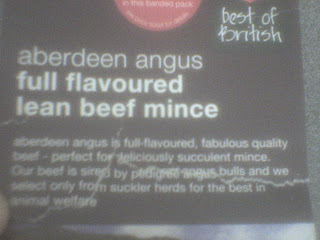 in this banded pack
best of
British
aberdeen angus
full flavoured
lean beef mince
aberdeen angus is full-flavoured, fabulous quality
beef - perfect for deliciously succulent mince.
Our beef is sired by pedigree angus bulls and we
select only from suckler herds for the best in
animal welfare